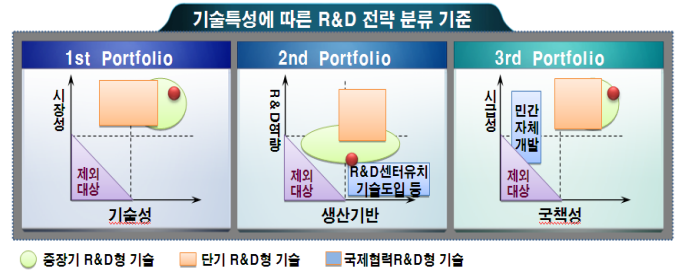 기술특성에 따른 R&D 전략 분류 기준
1st Portfolio
2nd Portfolio
3rd Portfolio
시장성
제외
대상
기술성
R&D역량
제외
대상
R&D센터유치
기술도입 등
생산기반
시급성
민간
자체
개발
제외
대상
국책성
중장기 R&D형 기술
단기 R&D형 기술
국제협력R&D형 기술